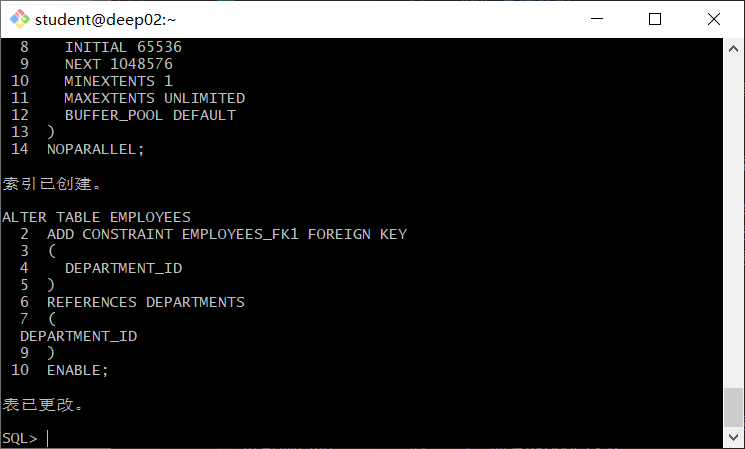 student@deep02:~
  8    INITIAL 65536
  9    NEXT 1048576
 10    MINEXTENTS 1
 11    MAXEXTENTS UNLIMITED
 12    BUFFER_POOL DEFAULT
 13  )
 14  NOPARALLEL;
索引已创建。
ALTER TABLE EMPLOYEES
  2  ADD CONSTRAINT EMPLOYEES_FK1 FOREIGN KEY
  3  (
  4    DEPARTMENT_ID
  5  )
  6  REFERENCES DEPARTMENTS
  7  (
  DEPARTMENT_ID
  9  )
 10  ENABLE;
表已更改。
SQL>